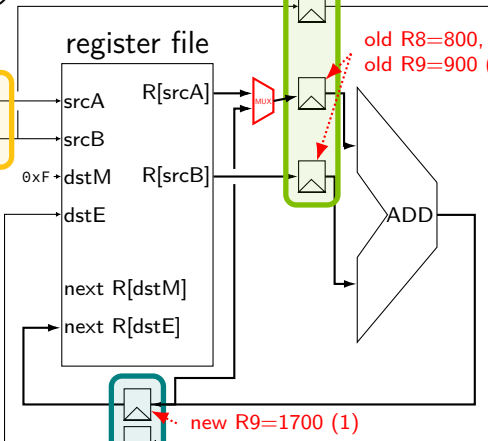 register file
old R8=800,
old R9=900 (
srcA
R[srcA]
MUX
srcB
0xF
dstM
R[srcB]
dstE
ADD
next R[dstM]
next R[dstE]
new R9=1700 (1)